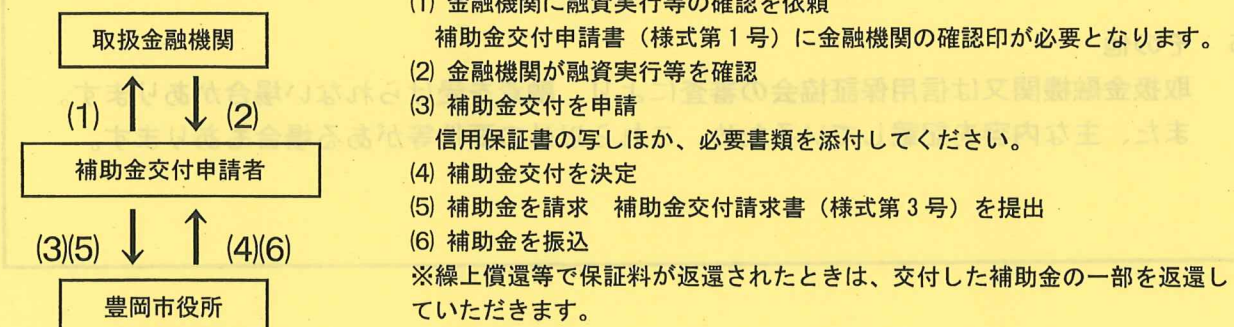 取扱金融機関
(1) ↑ ↓ (2)
補助金交付申請者
(3)(5) ↓ ↑ (4)(6)
豊岡市役所
(1) 金融機関に融資実行等の確認を依頼
補助金交付申請書（様式第1号）に金融機関の確認印が必要となります。
(2) 金融機関が融資実行等を確認
(3) 補助金交付を申請
信用保証書の写しほか、必要書類を添付してください。
(4) 補助金交付を決定
(5) 補助金を請求　補助金交付請求書（様式第3号）を提出
(6) 補助金を振込
※繰上償還等で保証料が返還されたときは、交付した補助金の一部を返還し
ていただきます。